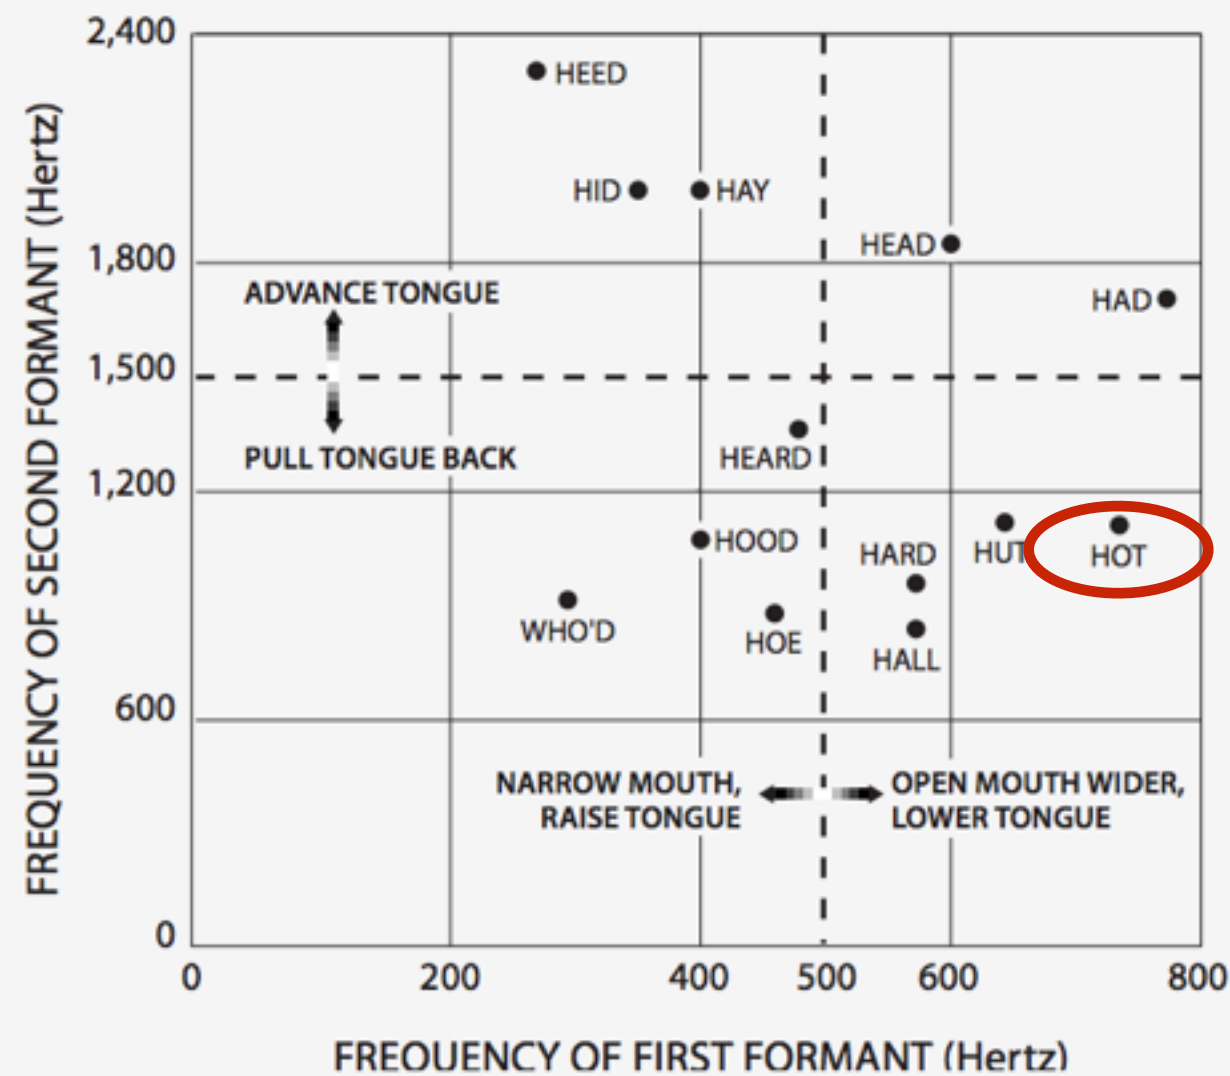 2,400
HEED
HID HAY
HEAD
1,800
ADVANCE TONGUE
HAD
1,500
HEARD
PULL TONGUE BACK
1,200
HOOD
HARD HUT HOT
WHO'D
HOE
HALL
600
NARROW MOUTH,
RAISE TONGUE
OPEN MOUTH WIDER,
LOWER TONGUE
0
0 200 400 500 600 800
FREQUENCY OF FIRST FORMANT (Hertz)
FREQUENCY OF SECOND FORMANT (Hertz)